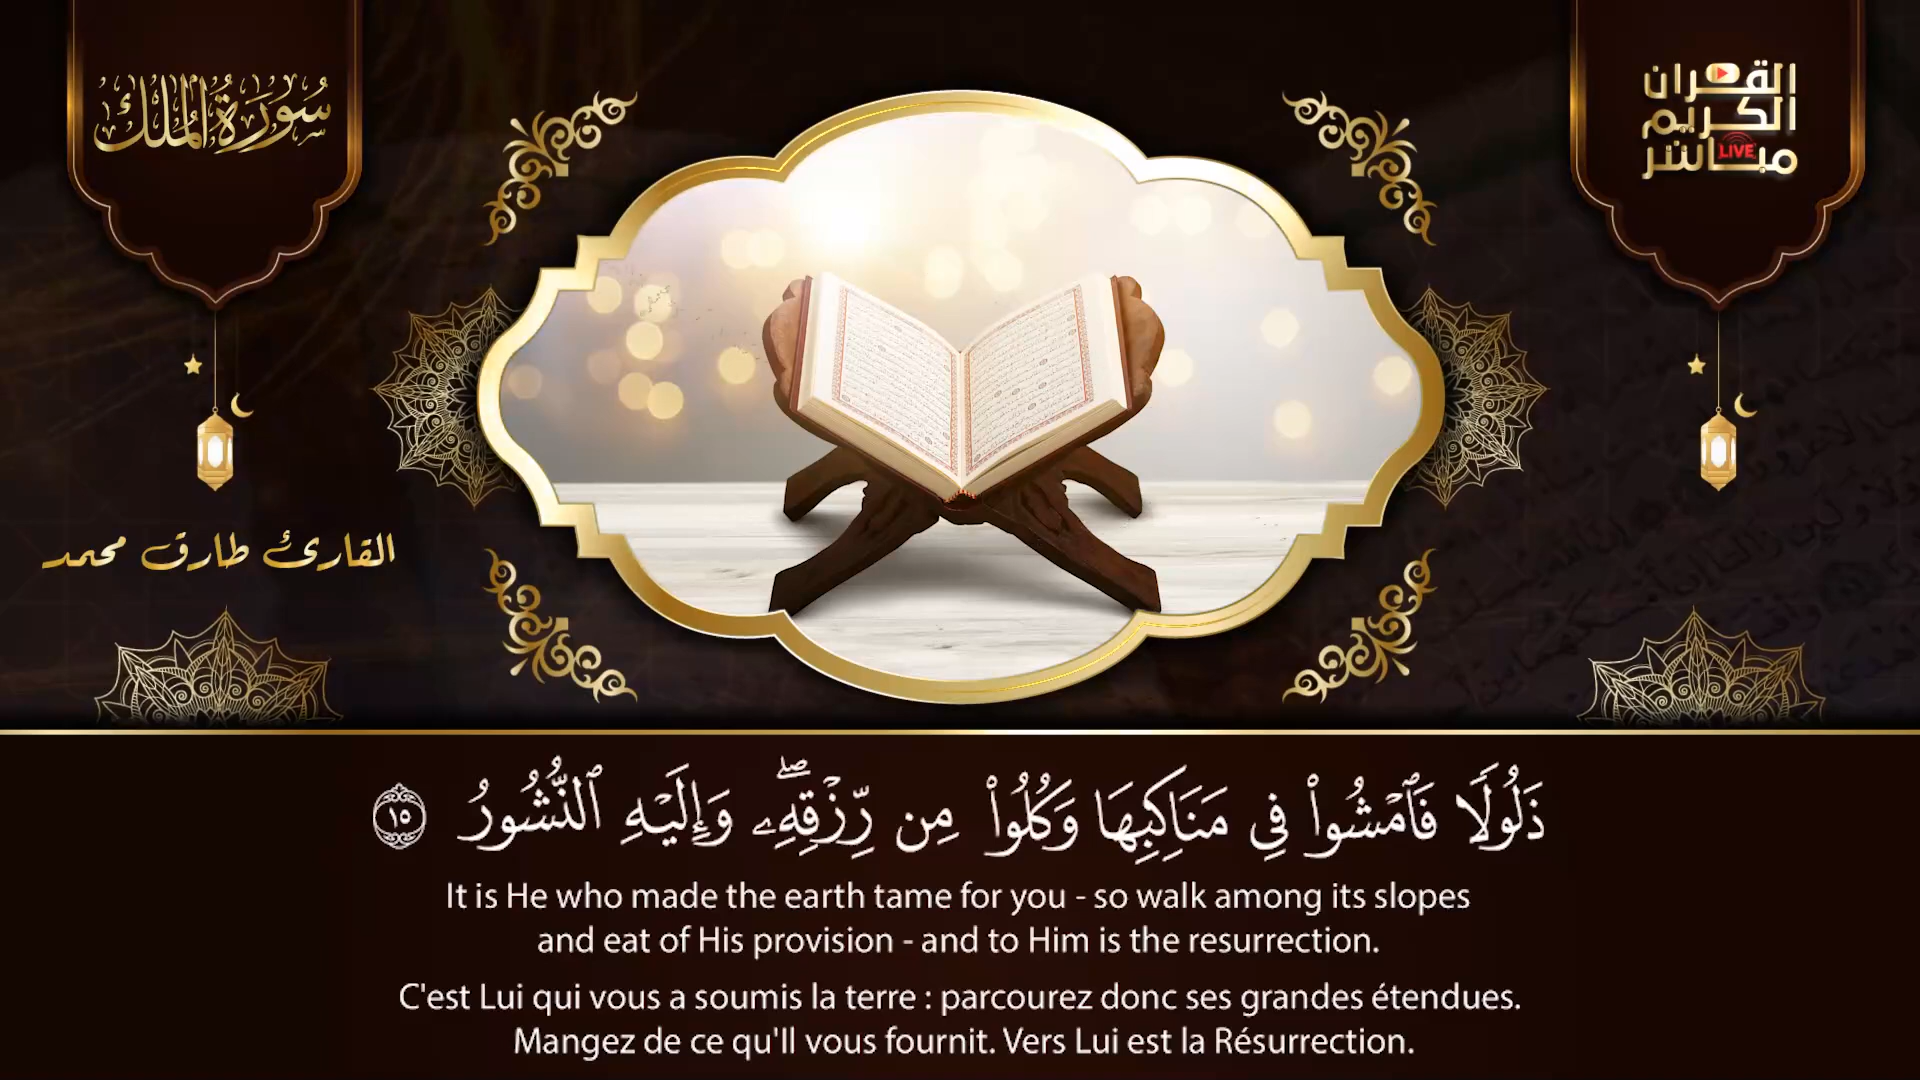 سُورَةُ المُلك
القرآن
الكريم
مباشر
LIVE
القارئ طارق محمد
ذَلُولًا فَٱمْشُوا۟ فِى مَنَاكِبِهَا وَكُلُوا۟ مِن رِّزْقِهِۦۖ وَإِلَيْهِ ٱلنُّشُورُ ١٥
It is He who made the earth tame for you - so walk among its slopes
and eat of His provision - and to Him is the resurrection.
C'est Lui qui vous a soumis la terre : parcourez donc ses grandes étendues.
Mangez de ce qu'Il vous fournit. Vers Lui est la Résurrection.